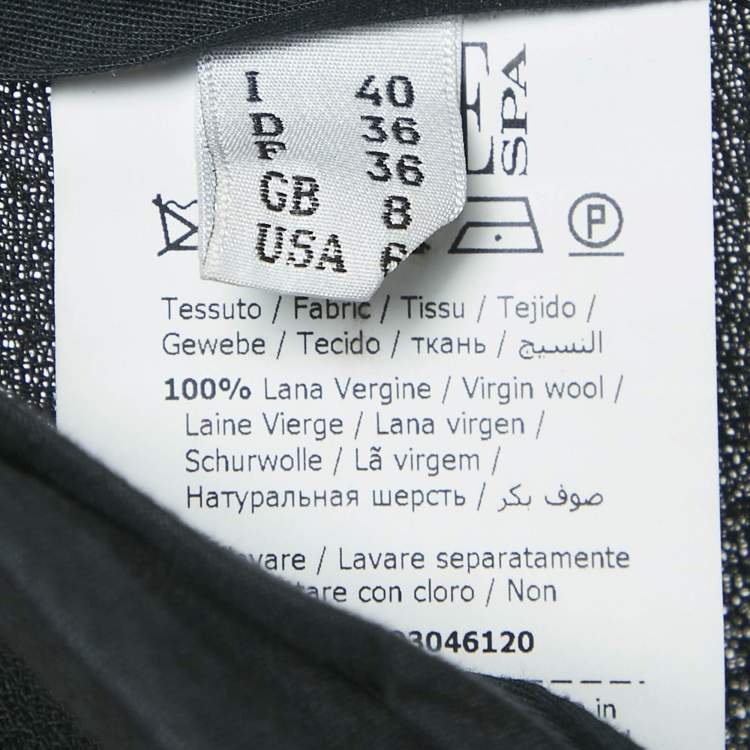 I 40
D 36
F 36
GB 8
USA 6
SPA
P
Tessuto / Fabric / Tissu / Tejido /
Gewebe / Tecido / ткань / النسيج
100% Lana Vergine / Virgin wool /
Laine Vierge / Lana virgen /
Schurwolle / Lã virgem /
Натуральная шерсть / صوف بكر
/ Lavare separatamente
con cloro / Non
3046120
in